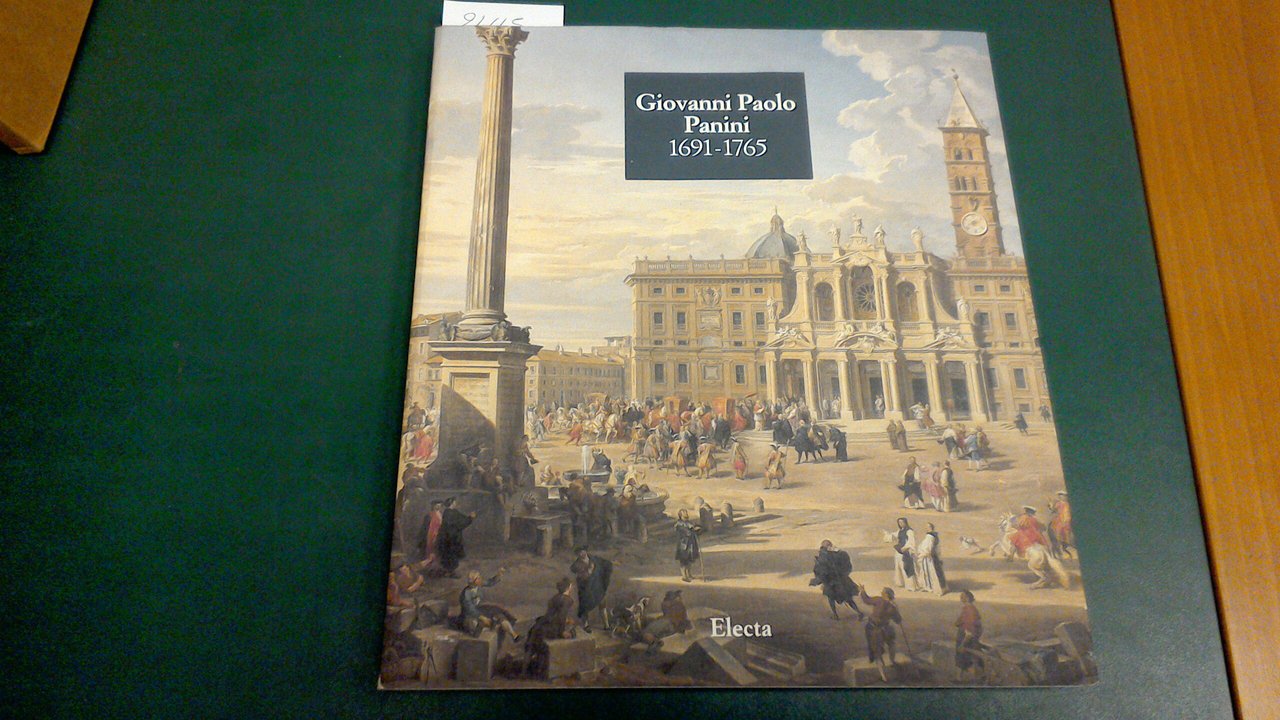 Giovanni Paolo
Panini
1691-1765
Electa